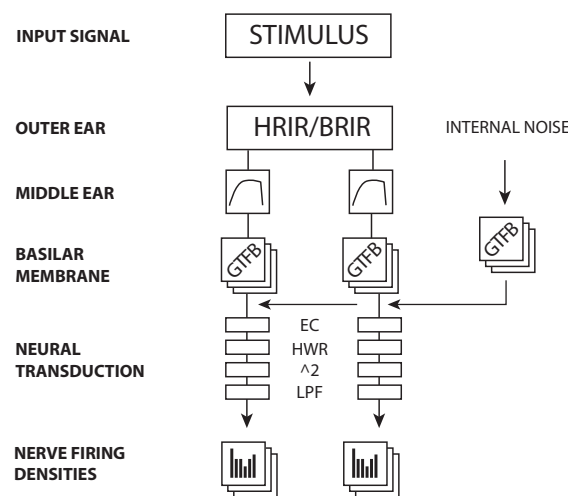 INPUT SIGNAL
STIMULUS
OUTER EAR
HRIR/BRIR
INTERNAL NOISE
MIDDLE EAR
BASILAR
MEMBRANE
GTFB
GTFB
GTFB
NEURAL
TRANSDUCTION
EC
HWR
^2
LPF
NERVE FIRING
DENSITIES